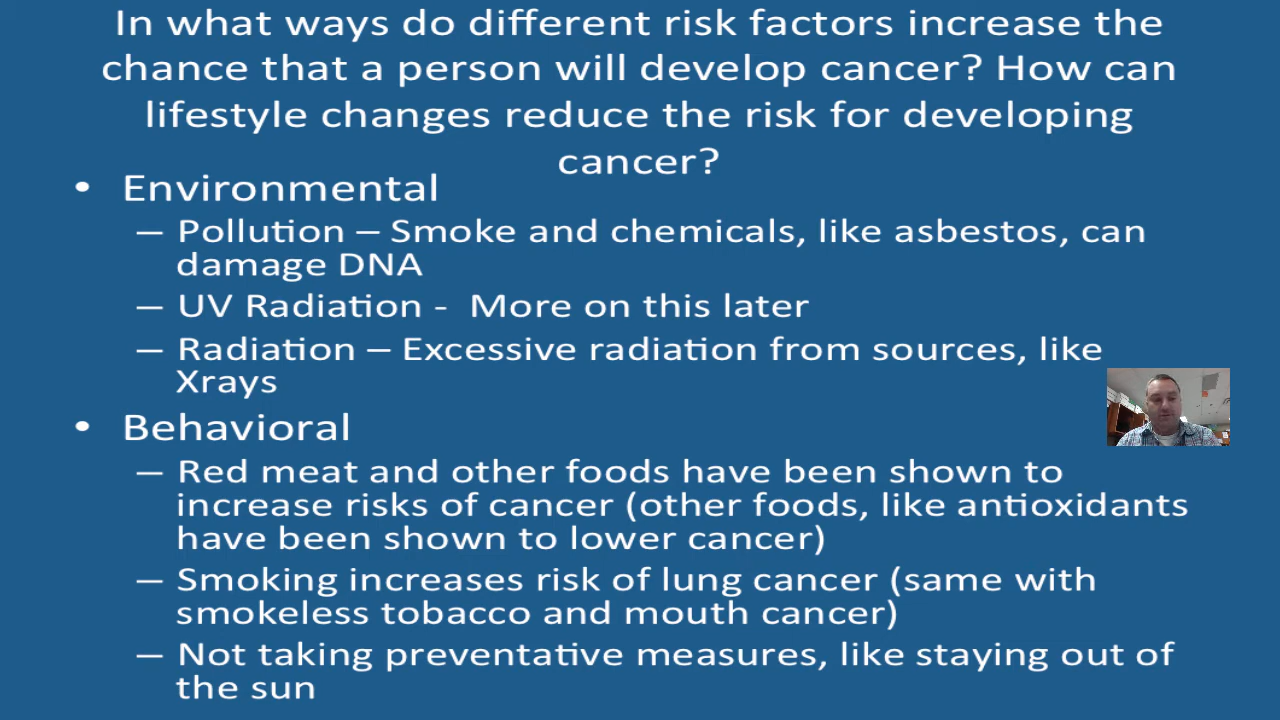 In what ways do different risk factors increase the
chance that a person will develop cancer? How can
lifestyle changes reduce the risk for developing
cancer?
• Environmental
– Pollution – Smoke and chemicals, like asbestos, can
damage DNA
– UV Radiation -  More on this later
– Radiation – Excessive radiation from sources, like
Xrays
• Behavioral
– Red meat and other foods have been shown to
increase risks of cancer (other foods, like antioxidants
have been shown to lower cancer)
– Smoking increases risk of lung cancer (same with
smokeless tobacco and mouth cancer)
– Not taking preventative measures, like staying out of
the sun